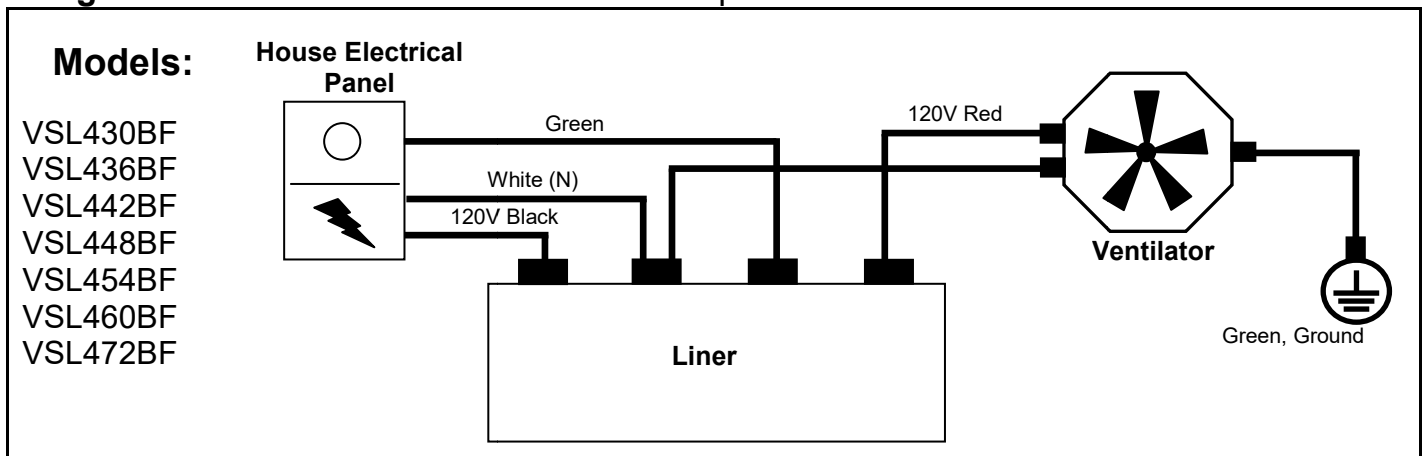 Models:
VSL430BF
VSL436BF
VSL442BF
VSL448BF
VSL454BF
VSL460BF
VSL472BF
House Electrical
Panel
Green
White (N)
120V Black
120V Red
Ventilator
Green, Ground
Liner